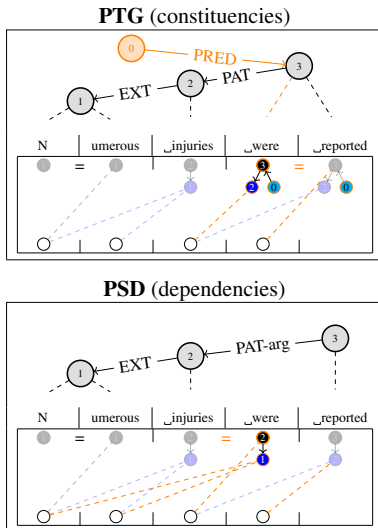 PTG (constituencies)
0
PRED
3
PAT
2
EXT
1
N umerous ␣injuries ␣were ␣reported
= 3 =
2 0 0
PSD (dependencies)
3
PAT-arg
2
EXT
1
N umerous ␣injuries ␣were ␣reported
= = 2
1